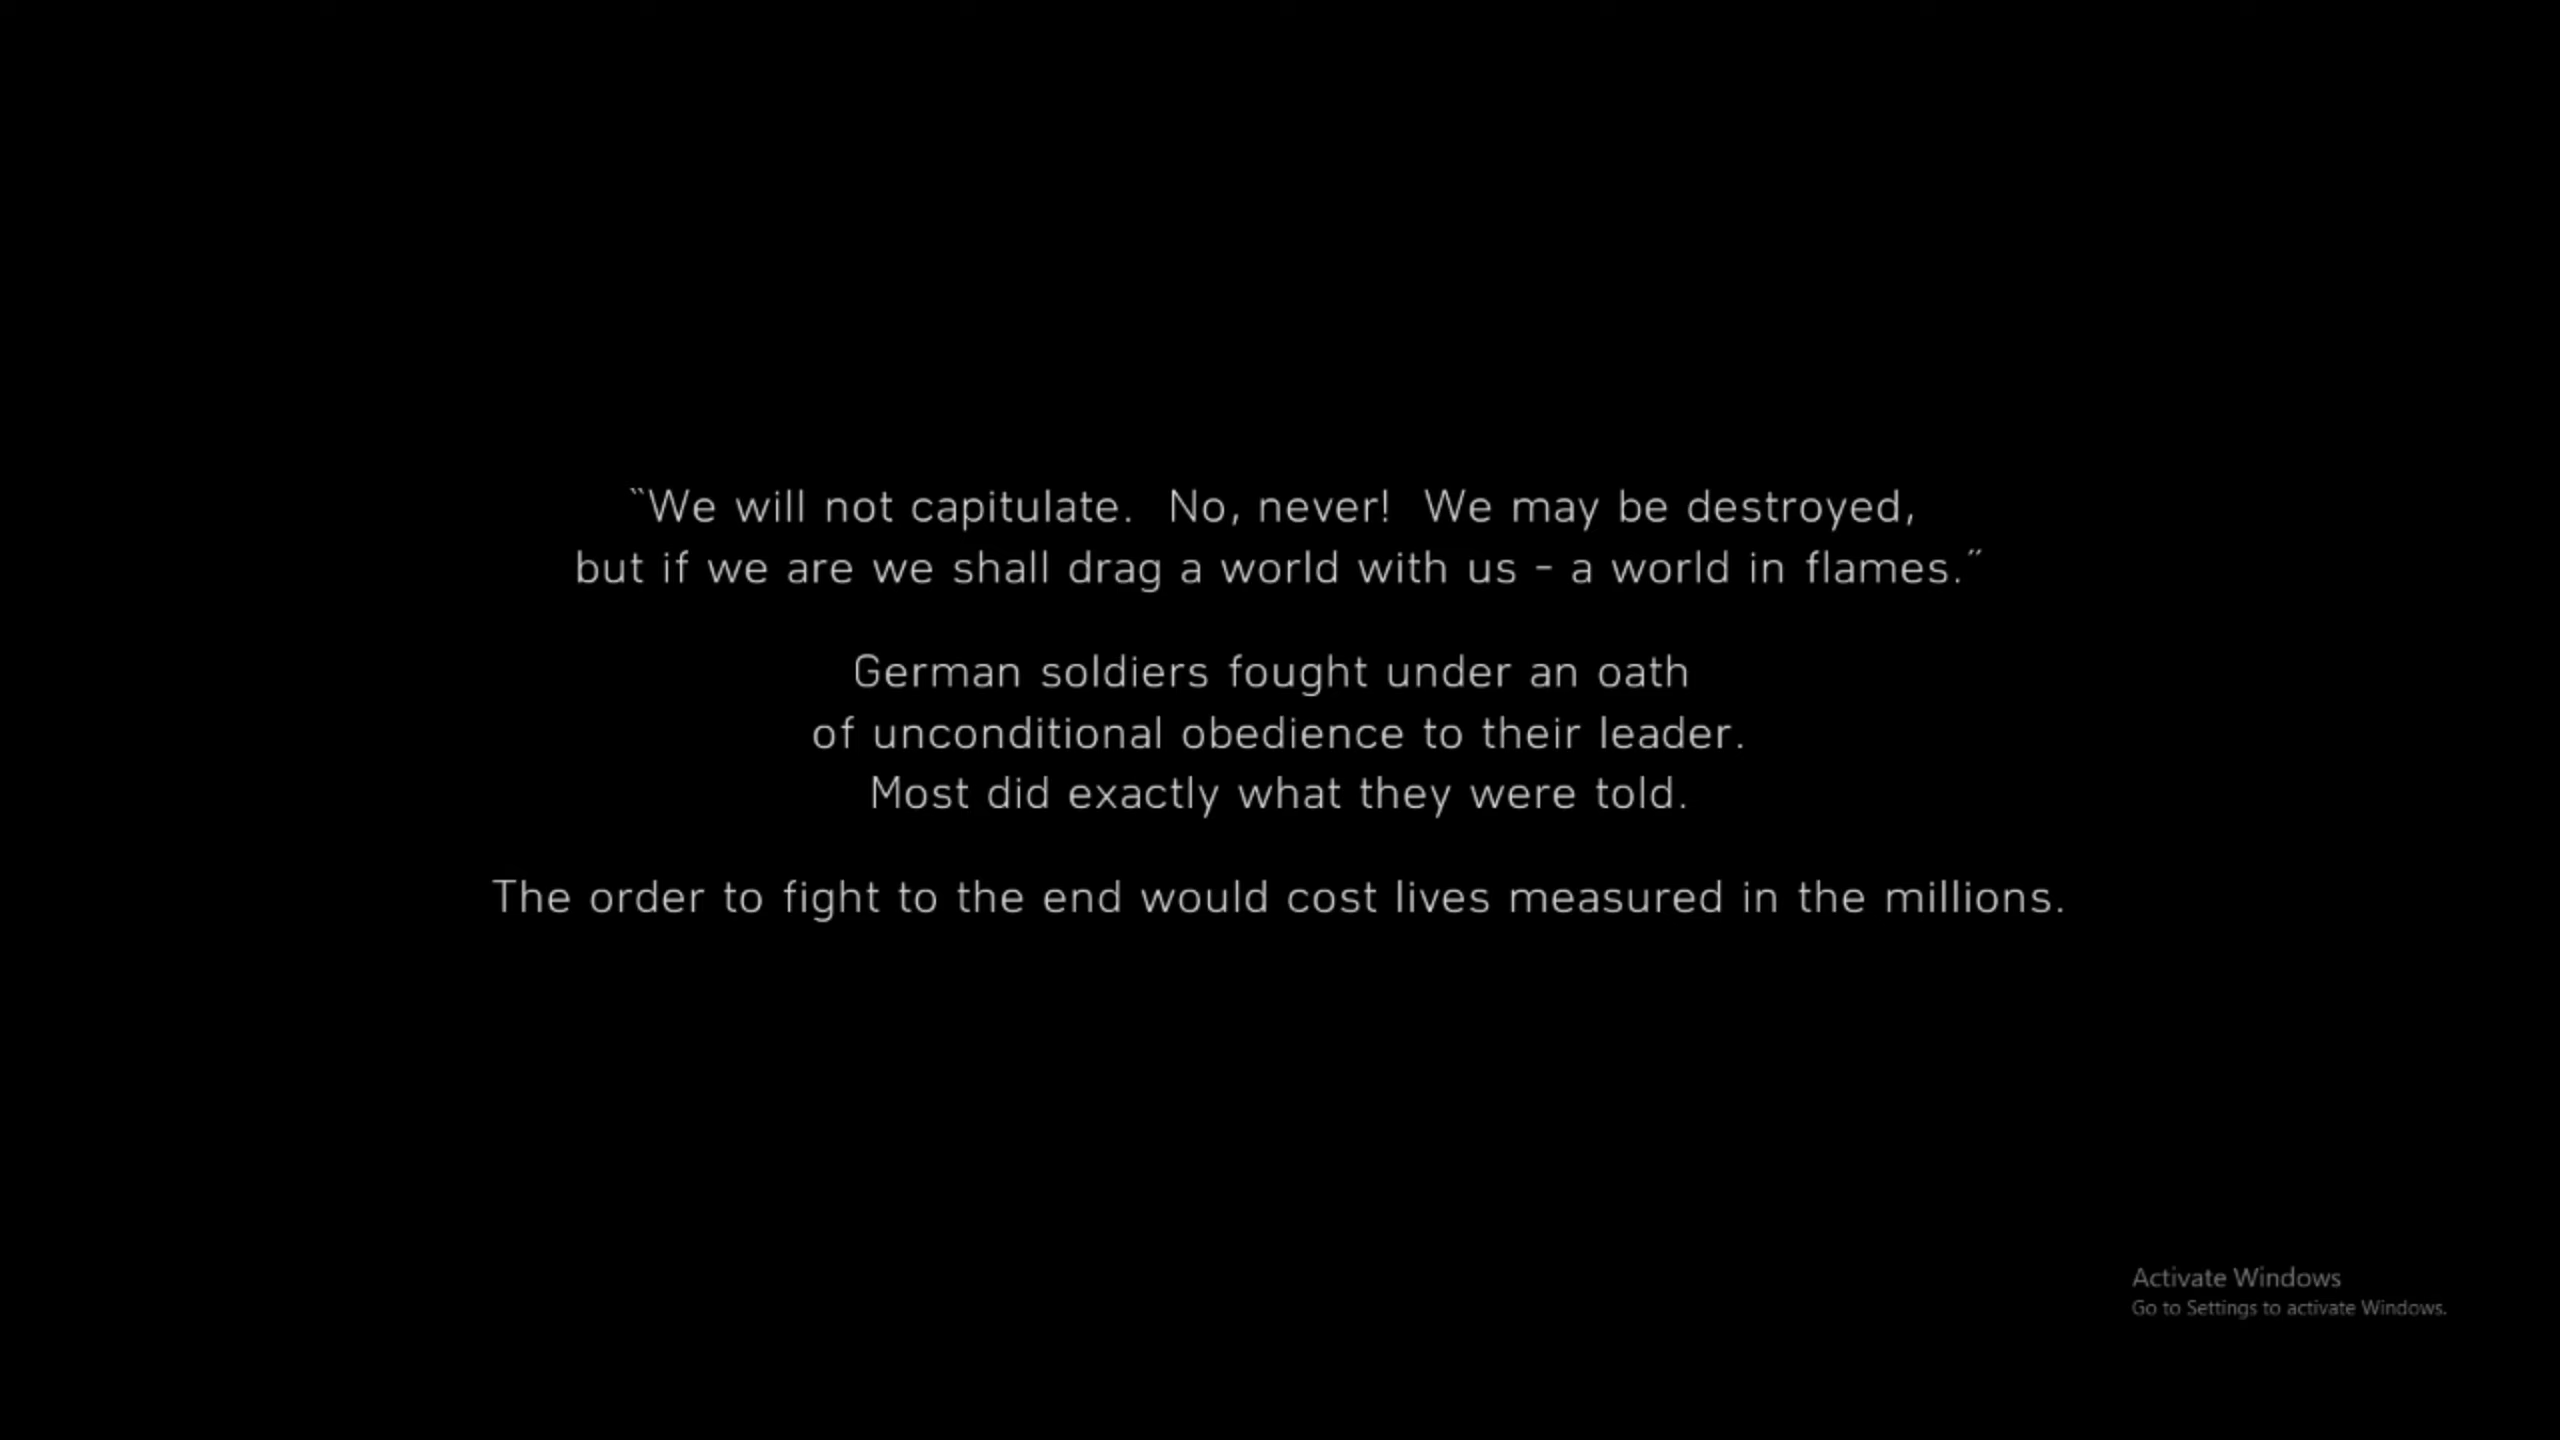 “We will not capitulate.  No, never!  We may be destroyed,
but if we are we shall drag a world with us - a world in flames.”
German soldiers fought under an oath
of unconditional obedience to their leader.
Most did exactly what they were told.
The order to fight to the end would cost lives measured in the millions.
Activate Windows
Go to Settings to activate Windows.